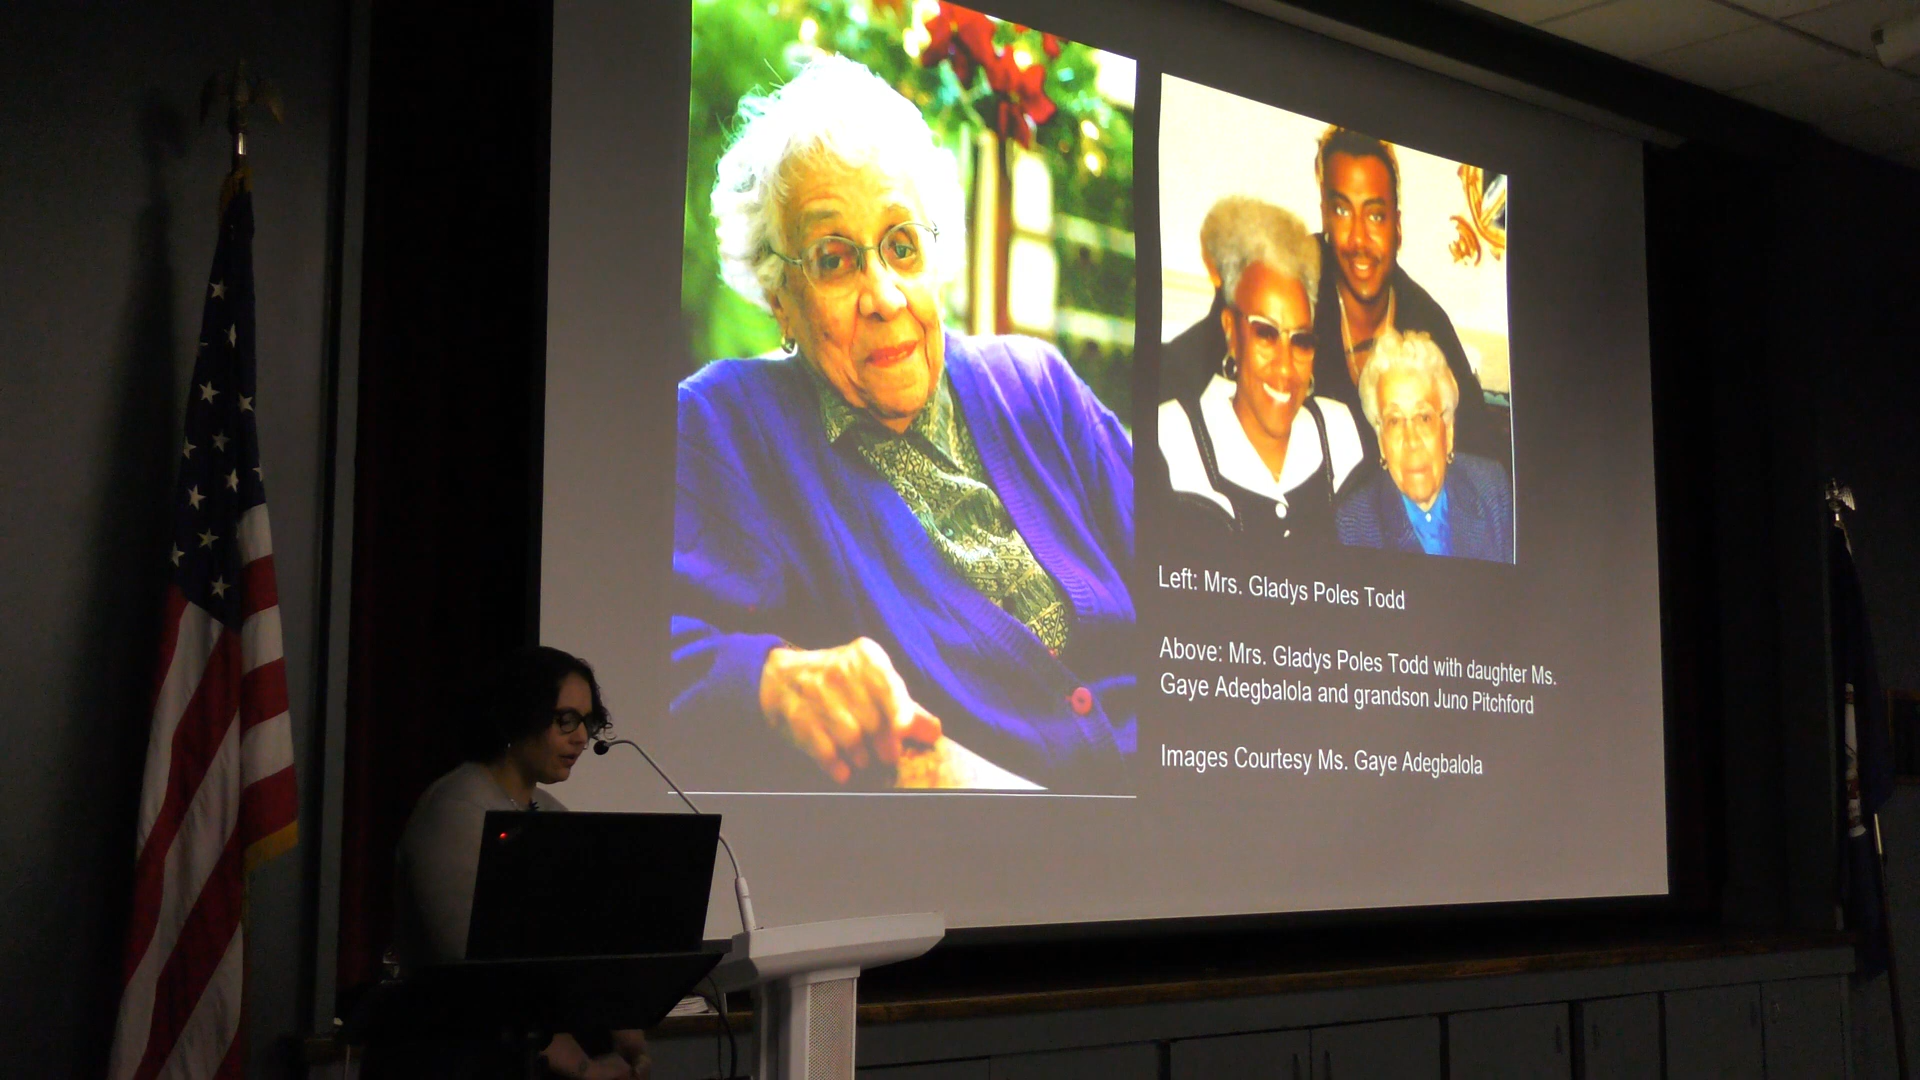 Left: Mrs. Gladys Poles Todd
Above: Mrs. Gladys Poles Todd with daughter Ms.
Gaye Adegbalola and grandson Juno Pitchford
Images Courtesy Ms. Gaye Adegbalola